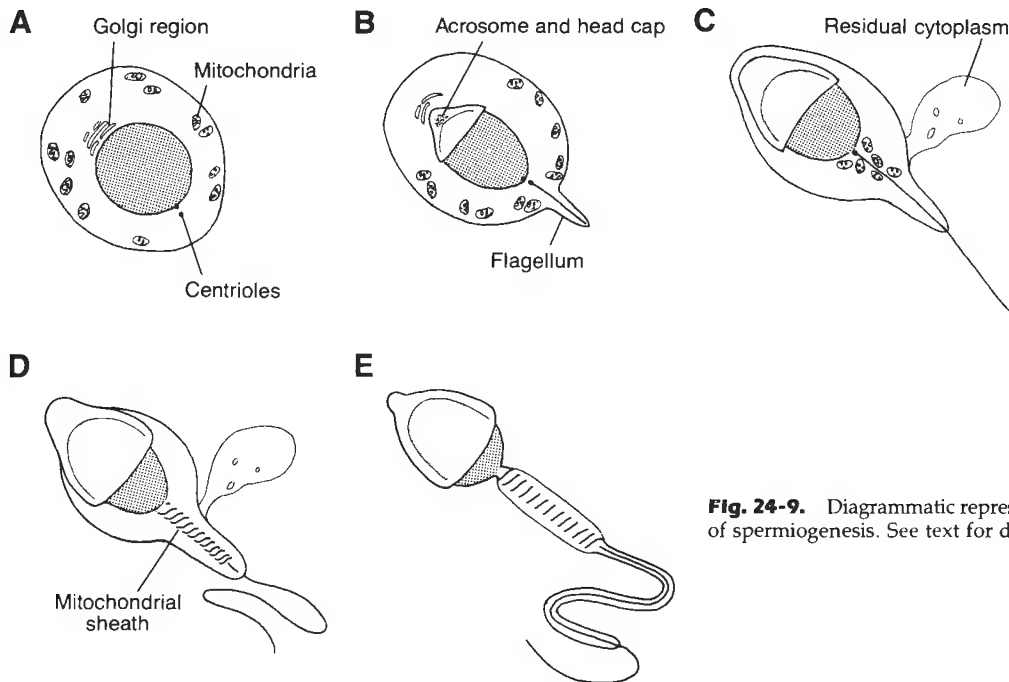 A
Golgi region
Mitochondria
Centrioles
B
Acrosome and head cap
Flagellum
C
Residual cytoplasm
D
Mitochondrial
sheath
E
Fig. 24-9. Diagrammatic repres
of spermiogenesis. See text for d